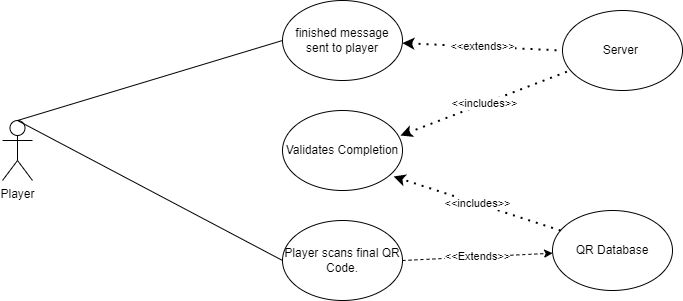 finished message
sent to player
<<extends>>
Server
<<includes>>
Validates Completion
Player
<<includes>>
Player scans final QR
Code.
<<Extends>>
QR Database